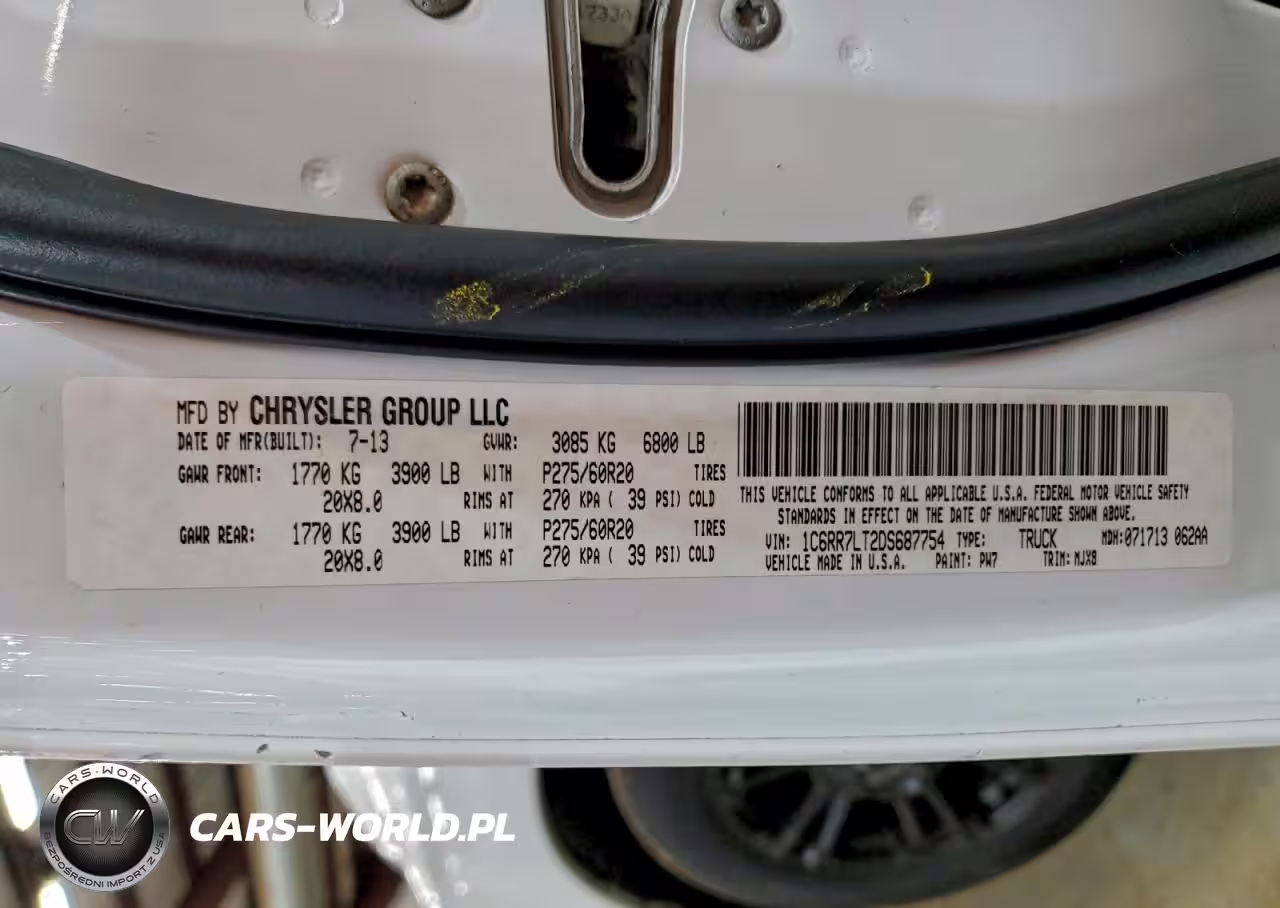 MFD BY CHRYSLER GROUP LLC
DATE OF MFR(BUILT): 7-13 GVWR: 3085 KG 6800 LB
GAWR FRONT: 1770 KG 3900 LB WITH P275/60R20 TIRES
20X8.0 RIMS AT 270 KPA ( 39 PSI) COLD
GAWR REAR: 1770 KG 3900 LB WITH P275/60R20 TIRES
20X8.0 RIMS AT 270 KPA ( 39 PSI) COLD
THIS VEHICLE CONFORMS TO ALL APPLICABLE U.S.A. FEDERAL MOTOR VEHICLE SAFETY
STANDARDS IN EFFECT ON THE DATE OF MANUFACTURE SHOWN ABOVE.
VIN: 1C6RR7LT2DS687754 TYPE: TRUCK MDH:071713 062AA
VEHICLE MADE IN U.S.A. PAINT: PW7 TRIM: MJX8
CARS-WORLD
CW
BEZPOŚREDNI IMPORT Z USA
CARS-WORLD.PL